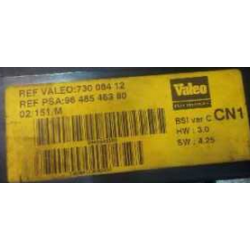 REF VALEO:730 084 12
REF PSA:96 485 463 80
02.151.M
Valeo
BSI var C CN1
HW : 3.0
SW : 4.25